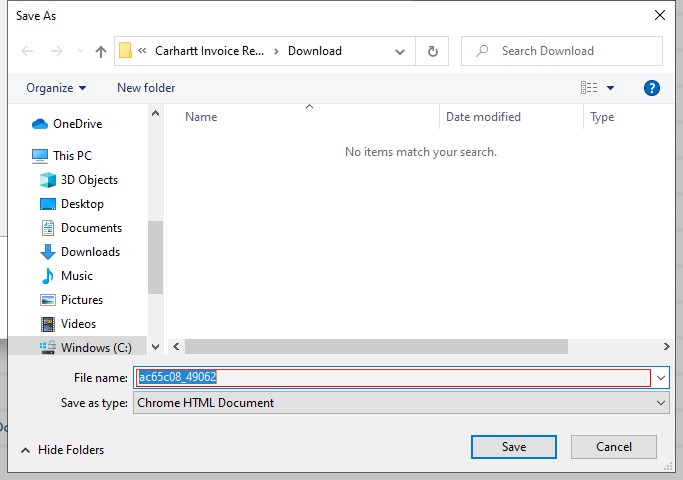 Save As
« Carhartt Invoice Re... › Download
Search Download
Organize
New folder
?
OneDrive
This PC
3D Objects
Desktop
Documents
Downloads
Music
Pictures
Videos
Windows (C:)
Name
Date modified
Type
No items match your search.
File name: ac65c08_49062
Save as type: Chrome HTML Document
Hide Folders
Save
Cancel